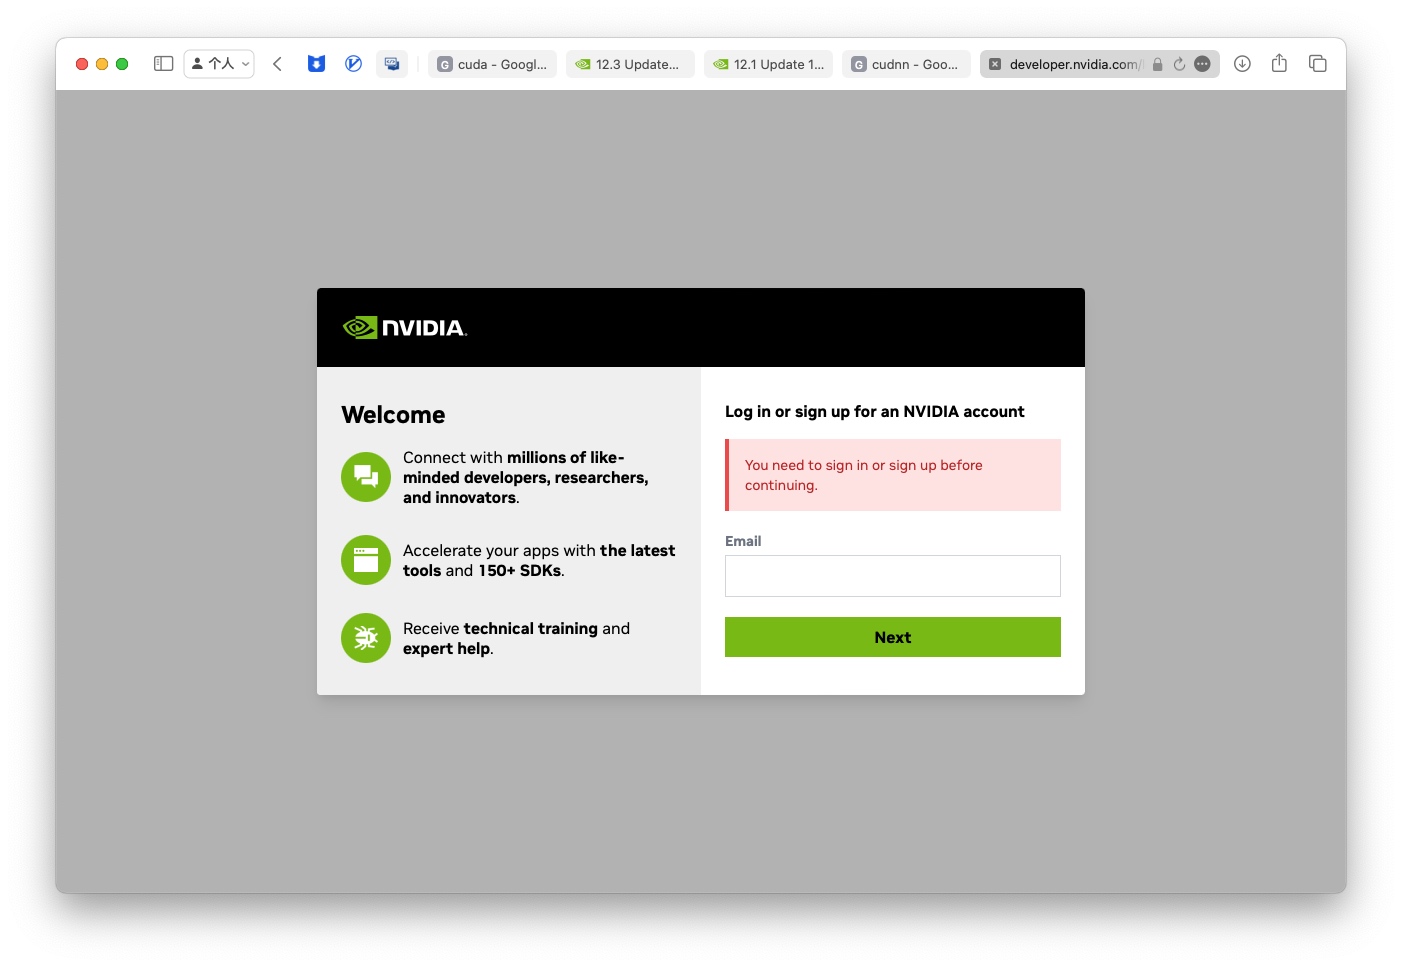 个人
cuda - Googl...
12.3 Update...
12.1 Update 1...
cudnn - Goo...
developer.nvidia.com/
NVIDIA.
Welcome
Connect with millions of like-
minded developers, researchers,
and innovators.
Accelerate your apps with the latest
tools and 150+ SDKs.
Receive technical training and
expert help.
Log in or sign up for an NVIDIA account
You need to sign in or sign up before
continuing.
Email
Next